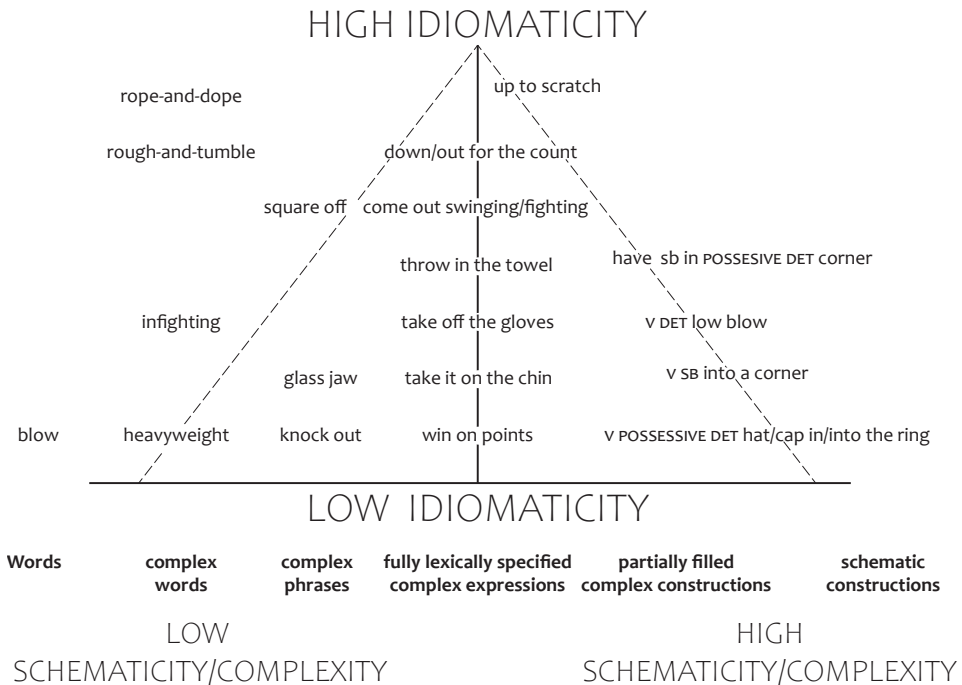 HIGH IDIOMATICITY
up to scratch
rope-and-dope
rough-and-tumble down/out for the count
square off come out swinging/fighting
have sb in POSSESIVE DET corner
throw in the towel
infighting take off the gloves V DET low blow
V SB into a corner
glass jaw take it on the chin
blow heavyweight knock out win on points V POSSESSIVE DET hat/cap in/into the ring
LOW IDIOMATICITY
Words complex complex fully lexically specified partially filled schematic
words phrases complex expressions complex constructions constructions
LOW HIGH
SCHEMATICITY/COMPLEXITY SCHEMATICITY/COMPLEXITY